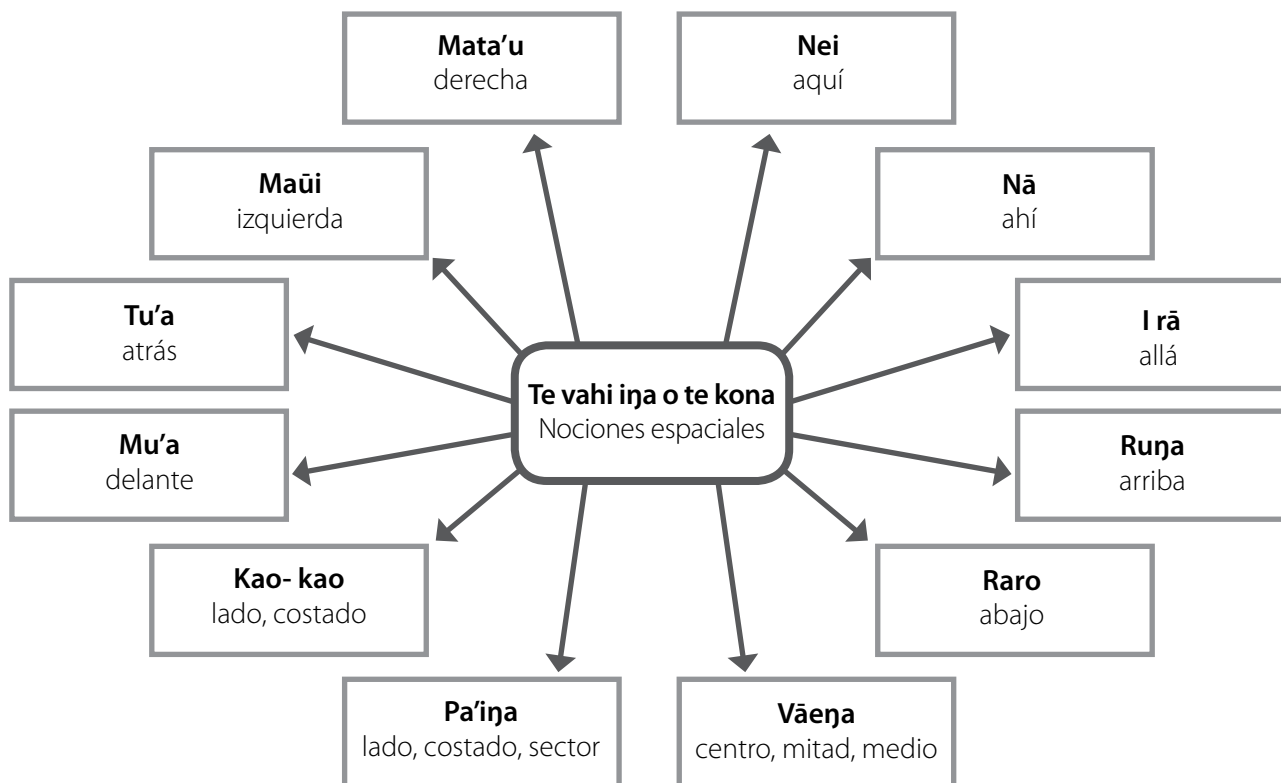 Mata'u
derecha
Nei
aquí
Maūi
izquierda
Nā
ahí
Tu'a
atrás
I rā
allá
Te vahi iŋa o te kona
Nociones espaciales
Mu'a
delante
Ruŋa
arriba
Kao- kao
lado, costado
Raro
abajo
Pa'iŋa
lado, costado, sector
Vāeŋa
centro, mitad, medio